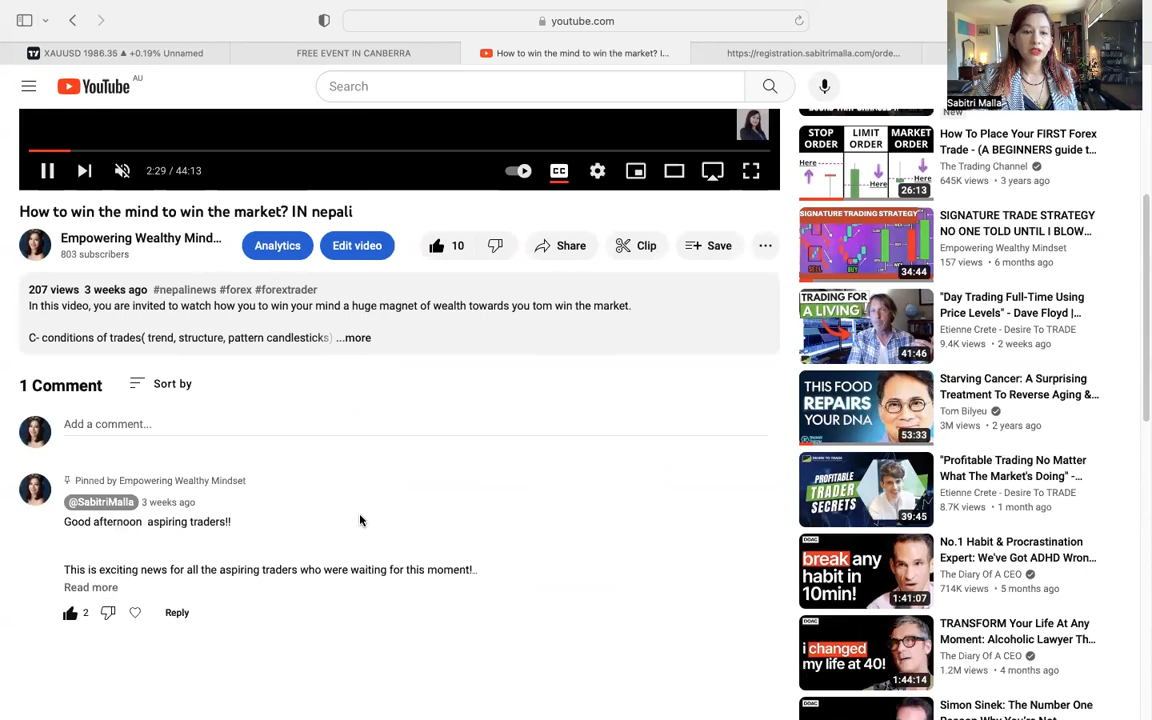 youtube.com
XAUUSD 1986.35 ▲ +0.19% Unnamed
FREE EVENT IN CANBERRA
How to win the mind to win the market? I...
https://registration.sabitrimalla.com/orde...
Sabitri Malla
YouTube AU
Search
2:29 / 44:13
CC
How to win the mind to win the market? IN nepali
Empowering Wealthy Mind...
803 subscribers
Analytics
Edit video
10
Share
Clip
Save
207 views 3 weeks ago #nepalinews #forex #forextrader
In this video, you are invited to watch how you to win your mind a huge magnet of wealth towards you tom win the market.
C- conditions of trades( trend, structure, pattern candlesticks) ...more
1 Comment
Sort by
Add a comment...
Pinned by Empowering Wealthy Mindset
@SabitriMalla 3 weeks ago
Good afternoon aspiring traders!!
This is exciting news for all the aspiring traders who were waiting for this moment!..
Read more
2
Reply
New
STOP ORDER
LIMIT ORDER
MARKET ORDER
Here
Here
Here
26:13
How To Place Your FIRST Forex
Trade - (A BEGINNERS guide t...
The Trading Channel
645K views • 3 years ago
SIGNATURE TRADING STRATEGY
SELL
BUY
34:44
SIGNATURE TRADE STRATEGY
NO ONE TOLD UNTIL I BLOW...
Empowering Wealthy Mindset
157 views • 6 months ago
TRADING FOR
A LIVING!
41:46
"Day Trading Full-Time Using
Price Levels" - Dave Floyd |...
Etienne Crete - Desire To TRADE
9.4K views • 2 weeks ago
THIS FOOD
REPAIRS
YOUR DNA
53:33
Starving Cancer: A Surprising
Treatment To Reverse Aging &...
Tom Bilyeu
3M views • 2 years ago
PROFITABLE
TRADER
SECRETS
39:45
"Profitable Trading No Matter
What The Market's Doing" -
Etienne Crete - Desire To TRADE
8.7K views • 1 month ago
DOAC
break any
habit in
10min!
1:41:07
No.1 Habit & Procrastination
Expert: We've Got ADHD Wron...
The Diary Of A CEO
714K views • 5 months ago
DOAC
i changed
my life at 40!
1:44:14
TRANSFORM Your Life At Any
Moment: Alcoholic Lawyer Th...
The Diary Of A CEO
1.2M views • 4 months ago
DOAC
Simon Sinek: The Number One